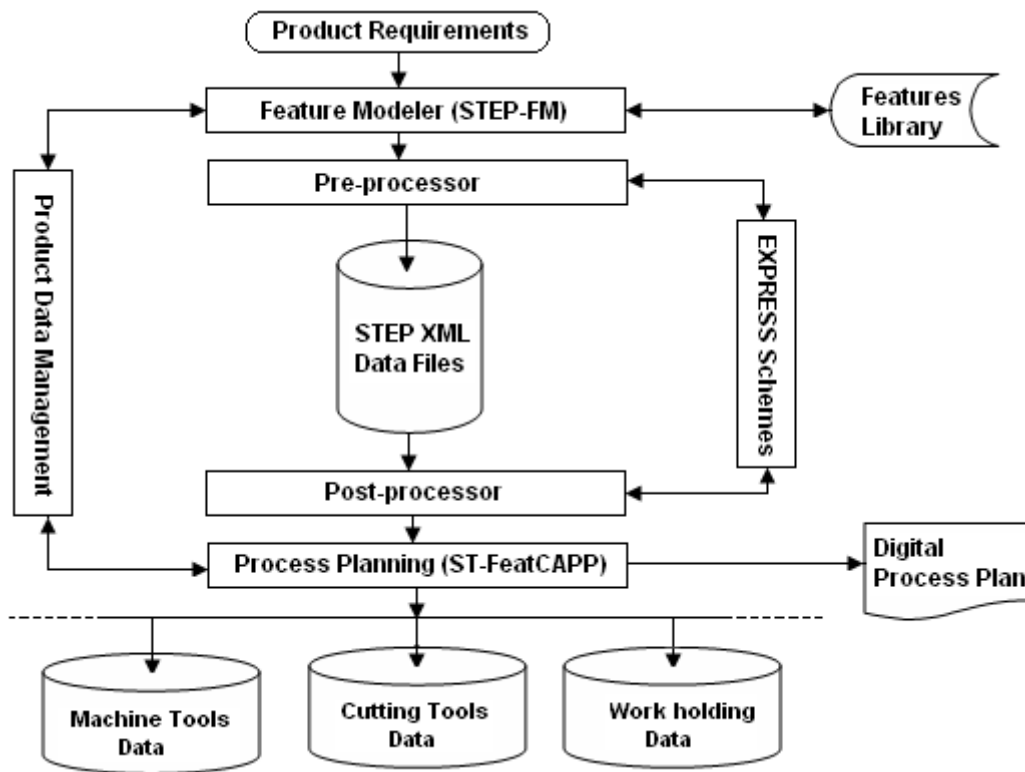 Product Requirements
Feature Modeler (STEP-FM)
Features
Library
Pre-processor
Product Data Management
EXPRESS Schemes
STEP XML
Data Files
Post-processor
Process Planning (ST-FeatCAPP)
Digital
Process Plan
Machine Tools
Data
Cutting Tools
Data
Work holding
Data